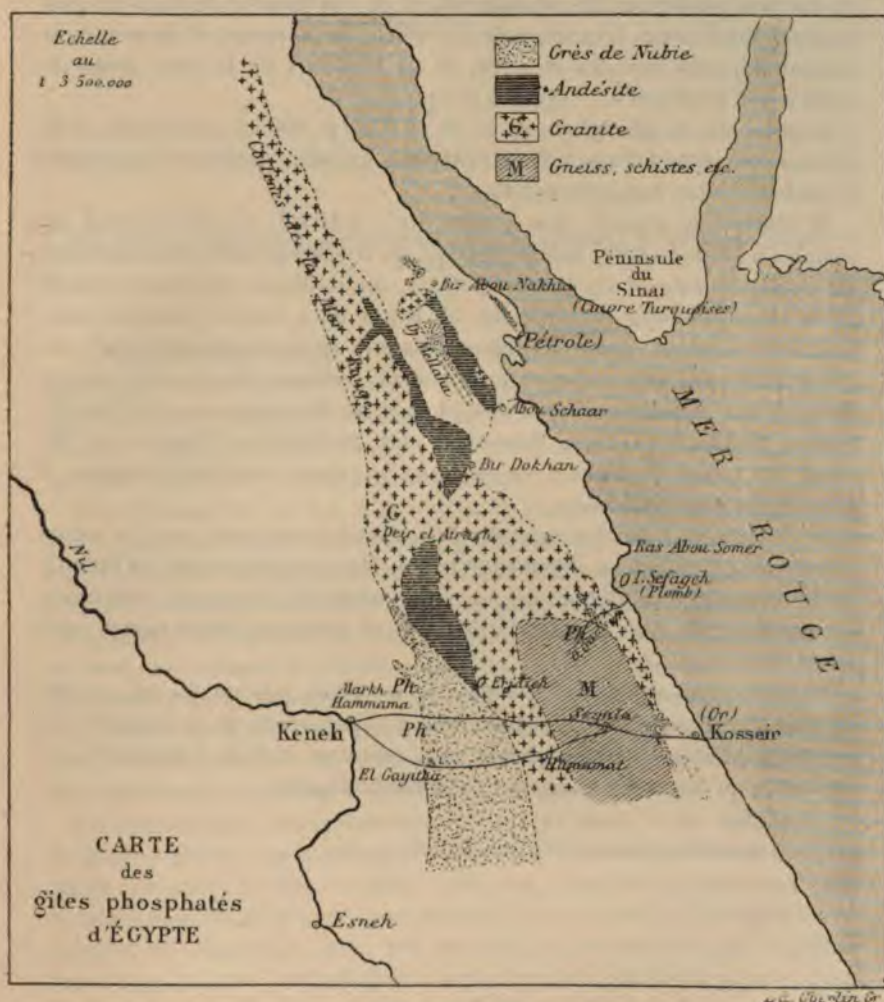 Echelle
au
1 3 500.000
Grès de Nubie
Andésite
G Granite
M Gneiss, schistes etc.
Péninsule
du
Sinaï
(Cuivre Turquoises)
Collines de la Mer Rouge
Bir Abou Nakhla
Dj Mellaha
(Pétrole)
Abou Schaar
Bir Dokhan
MER ROUGE
Nil
G
Deir el Atrash
Ras Abou Somer
I. Sefageh
(Plomb)
Ph.
M
Markh Ph.
Hammama
Keneh
Ph.
(Or)
Kosseir
El Gayitha
Hamamat
CARTE
des
gîtes phosphatés
d'ÉGYPTE
Esneh